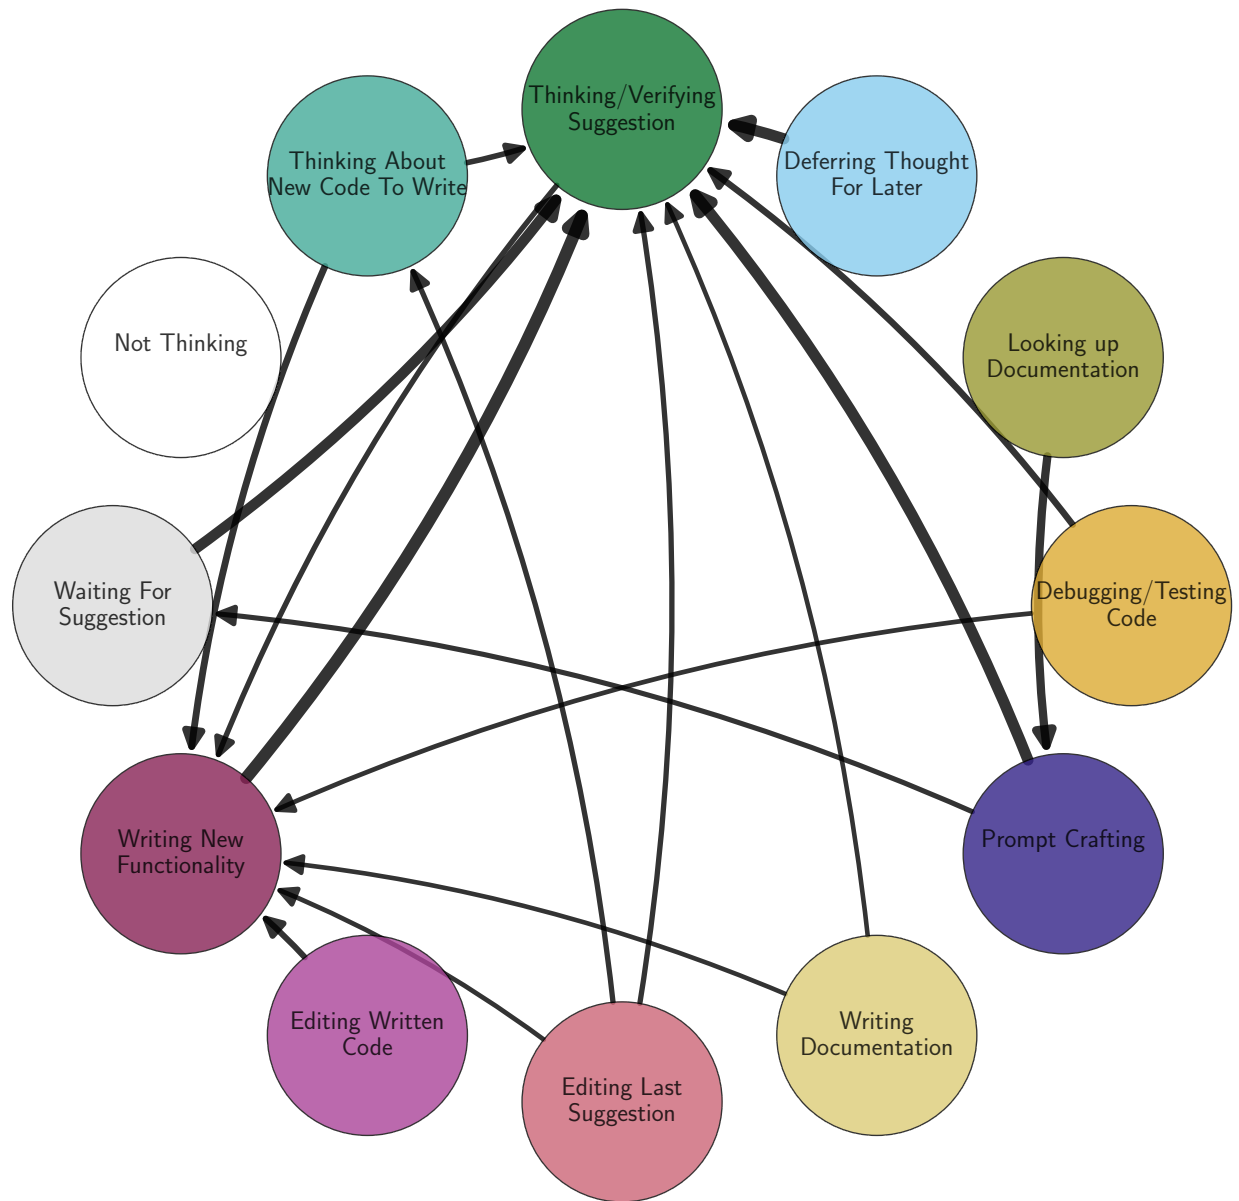 Thinking/Verifying
Suggestion
Thinking About
New Code To Write
Deferring Thought
For Later
Not Thinking
Looking up
Documentation
Waiting For
Suggestion
Debugging/Testing
Code
Writing New
Functionality
Prompt Crafting
Editing Written
Code
Writing
Documentation
Editing Last
Suggestion